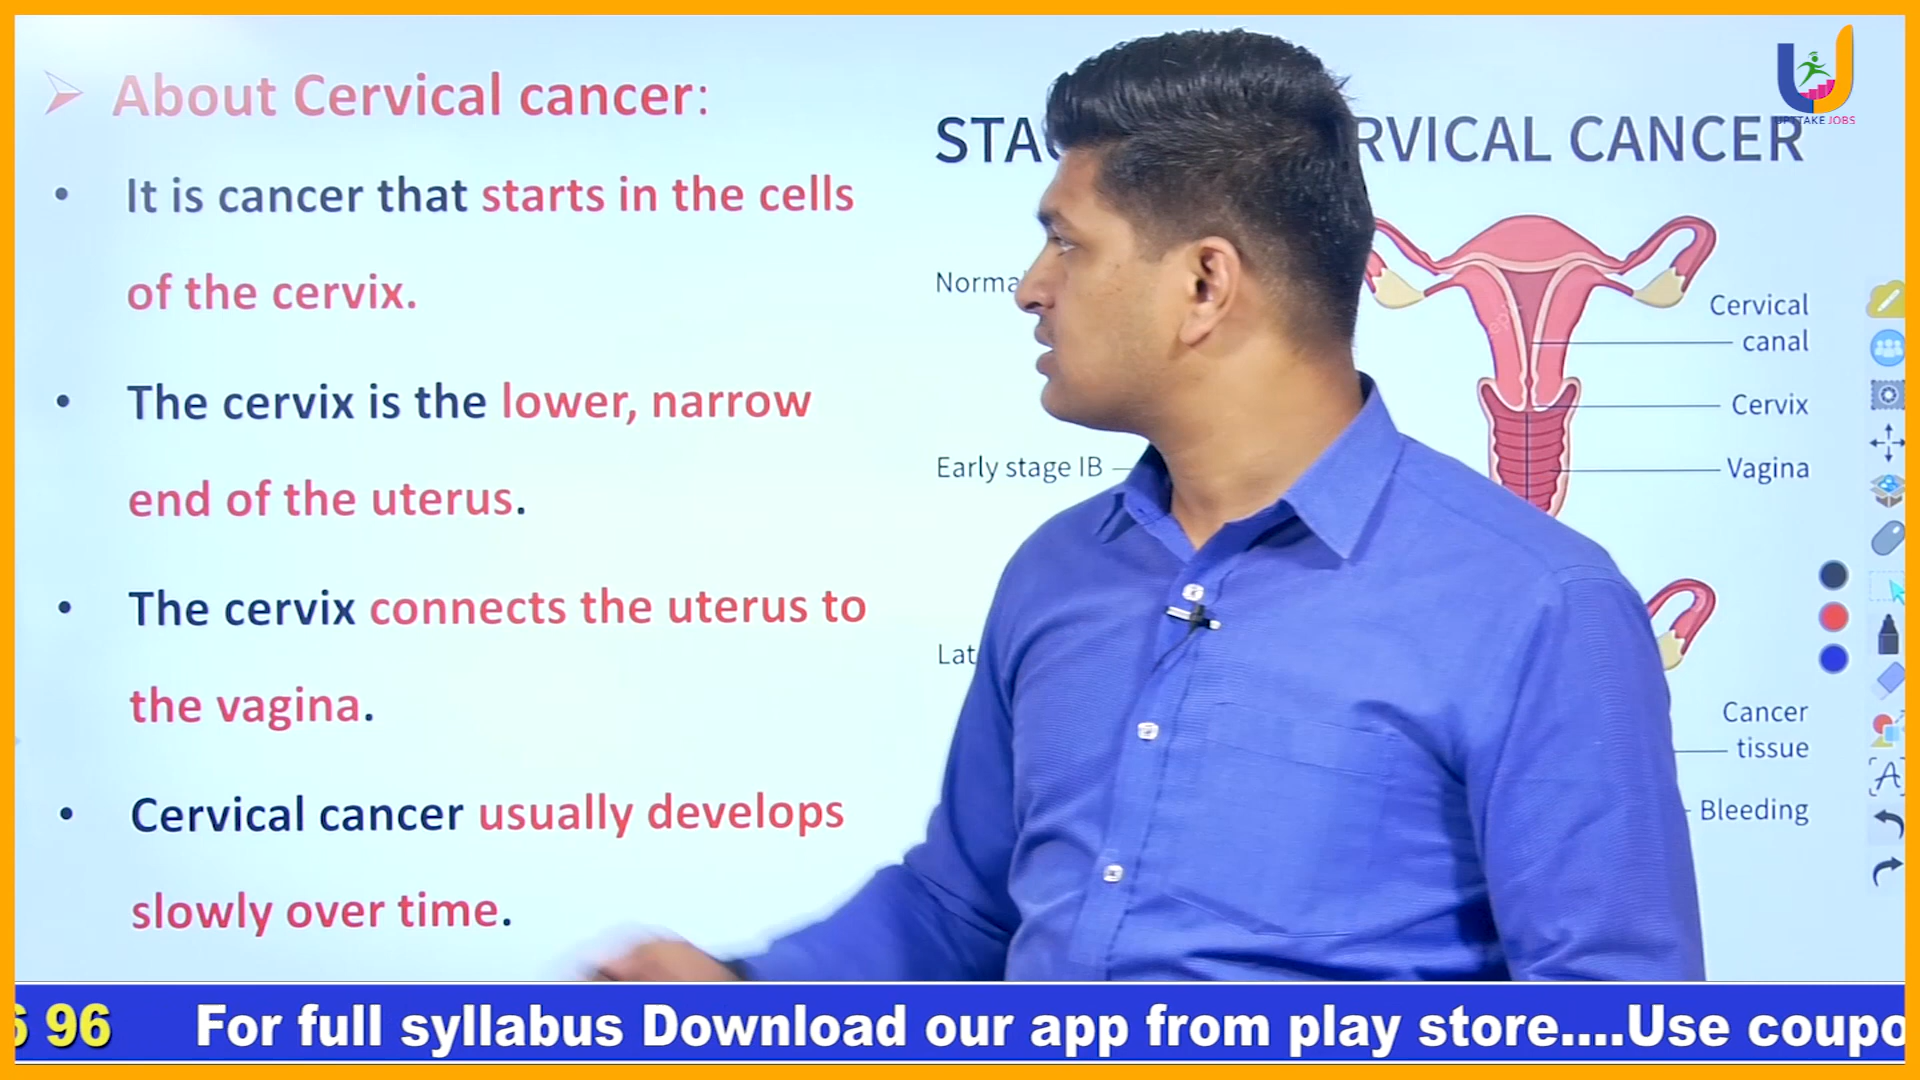 About Cervical cancer:
• It is cancer that starts in the cells
of the cervix.
• The cervix is the lower, narrow
end of the uterus.
• The cervix connects the uterus to
the vagina.
• Cervical cancer usually develops
slowly over time.
CANCER
Early stage IB
Cervical
canal
Cervix
Vagina
Cancer
tissue
Bleeding
JOBS
96 For full syllabus Download our app from play store....Use